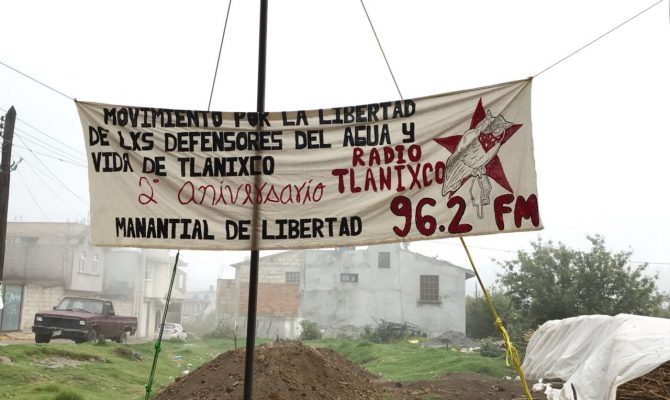 MOVIMIENTO POR LA LIBERTAD
DE LXS DEFENSORES DEL AGUA Y
VIDA DE TLANIXCO
2º aniversario
MANANTIAL DE LIBERTAD
RADIO
TLANIXCO
96.2 FM